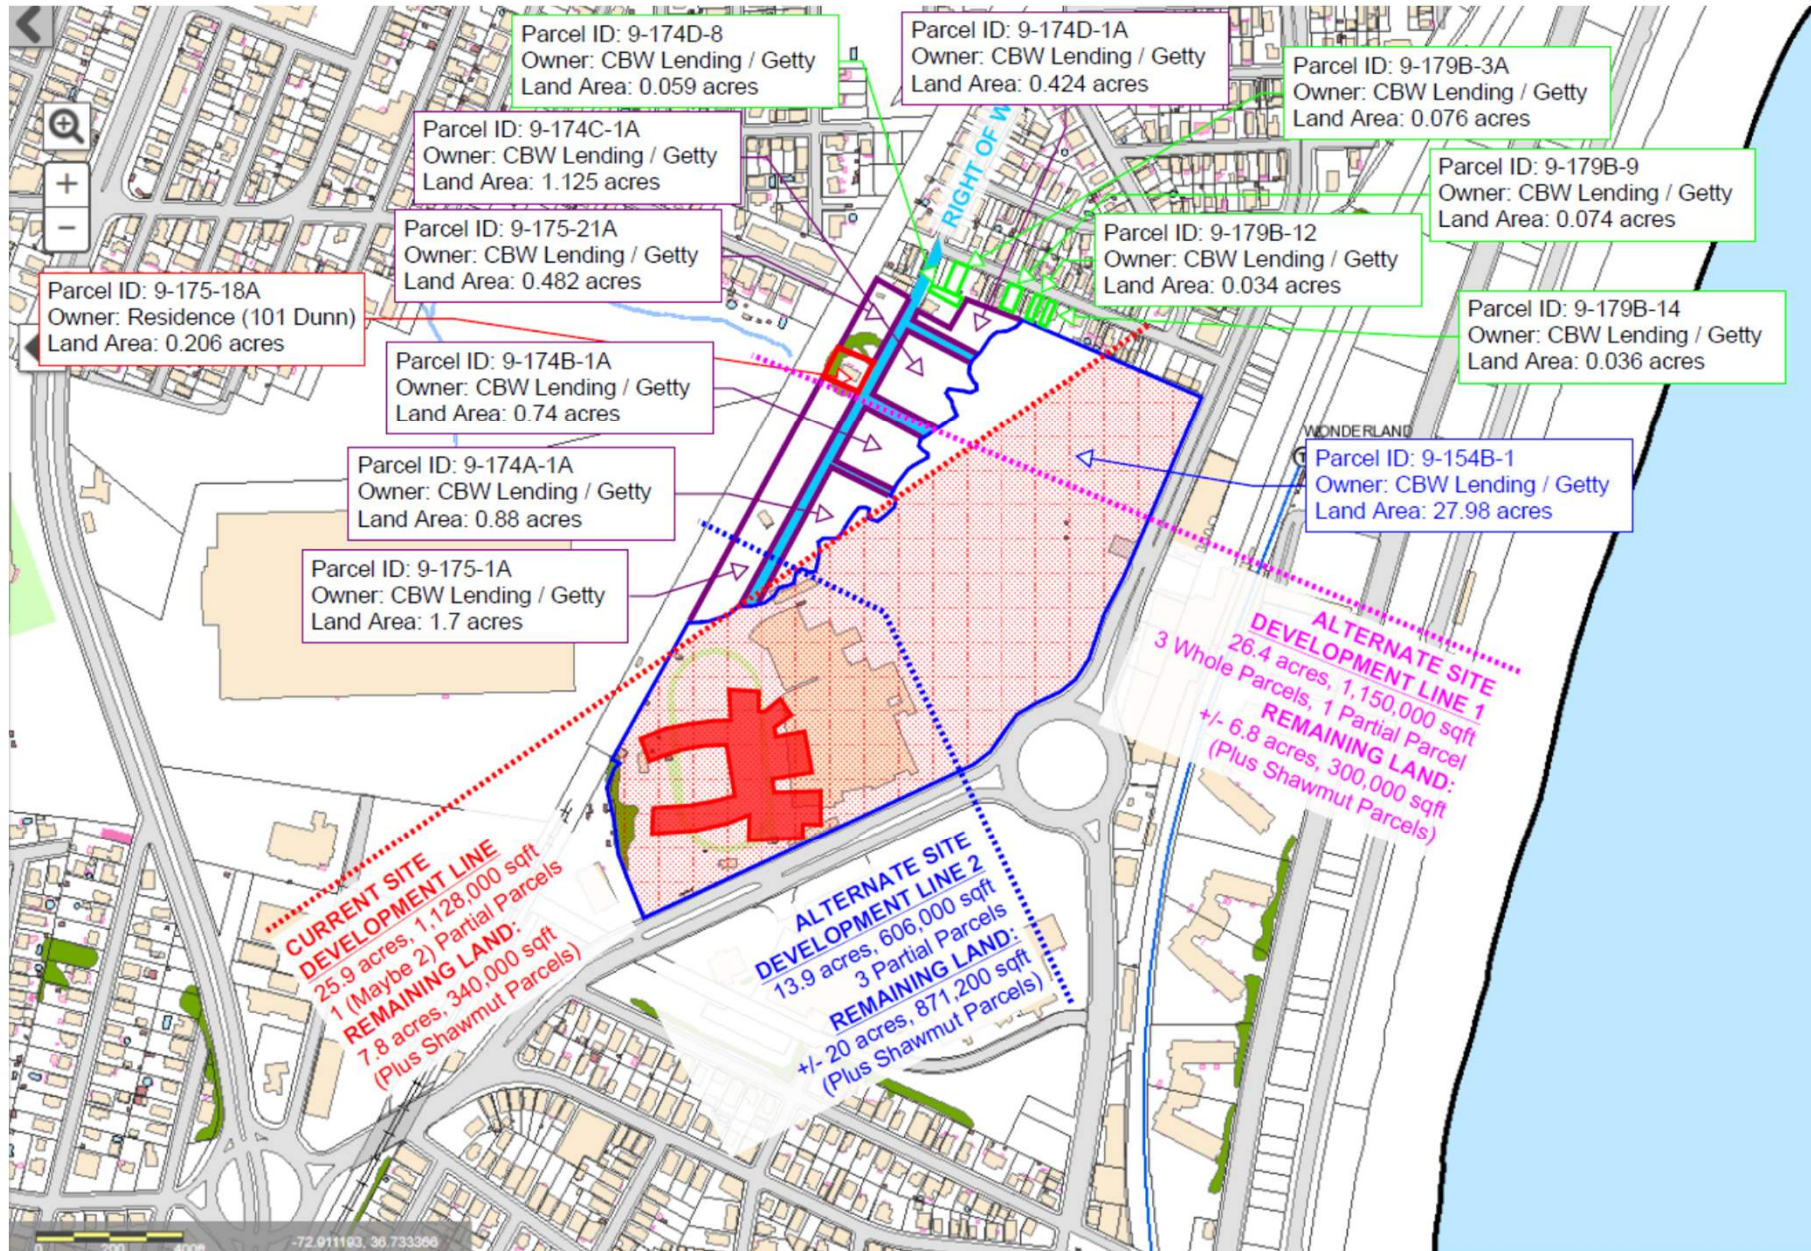 Parcel ID: 9-174D-8
Owner: CBW Lending / Getty
Land Area: 0.059 acres
Parcel ID: 9-174D-1A
Owner: CBW Lending / Getty
Land Area: 0.424 acres
Parcel ID: 9-179B-3A
Owner: CBW Lending / Getty
Land Area: 0.076 acres
Parcel ID: 9-174C-1A
Owner: CBW Lending / Getty
Land Area: 1.125 acres
Parcel ID: 9-179B-9
Owner: CBW Lending / Getty
Land Area: 0.074 acres
Parcel ID: 9-175-21A
Owner: CBW Lending / Getty
Land Area: 0.482 acres
Parcel ID: 9-179B-12
Owner: CBW Lending / Getty
Land Area: 0.034 acres
RIGHT OF W
Parcel ID: 9-175-18A
Owner: Residence (101 Dunn)
Land Area: 0.206 acres
Parcel ID: 9-179B-14
Owner: CBW Lending / Getty
Land Area: 0.036 acres
Parcel ID: 9-174B-1A
Owner: CBW Lending / Getty
Land Area: 0.74 acres
WONDERLAND
Parcel ID: 9-154B-1
Owner: CBW Lending / Getty
Land Area: 27.98 acres
Parcel ID: 9-174A-1A
Owner: CBW Lending / Getty
Land Area: 0.88 acres
Parcel ID: 9-175-1A
Owner: CBW Lending / Getty
Land Area: 1.7 acres
ALTERNATE SITE
DEVELOPMENT LINE 1
26.4 acres, 1,150,000 sqft
3 Whole Parcels, 1 Partial Parcel
REMAINING LAND:
+/- 6.8 acres, 300,000 sqft
(Plus Shawmut Parcels)
CURRENT SITE
DEVELOPMENT LINE
25.9 acres, 1,128,000 sqft
1 (Maybe 2) Partial Parcels
REMAINING LAND:
7.8 acres, 340,000 sqft
(Plus Shawmut Parcels)
ALTERNATE SITE
DEVELOPMENT LINE 2
13.9 acres, 606,000 sqft
3 Partial Parcels
REMAINING LAND:
+/- 20 acres, 871,200 sqft
(Plus Shawmut Parcels)
0 200 400ft
-72.911193, 36.733366